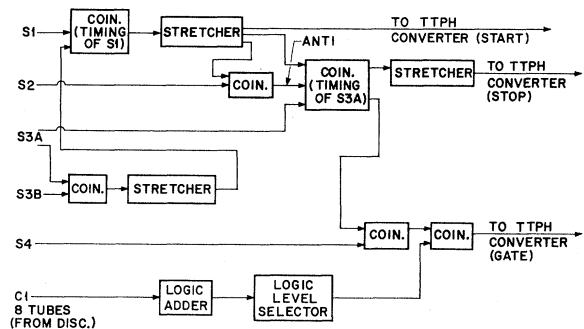 S1
COIN.
(TIMING
OF S1)
STRETCHER
TO TTPH
CONVERTER (START)
ANTI
S2
COIN.
COIN.
(TIMING
OF S3A)
STRETCHER
TO TTPH
CONVERTER
(STOP)
S3A
S3B
COIN.
STRETCHER
S4
COIN.
COIN.
TO TTPH
CONVERTER
(GATE)
C1
8 TUBES
(FROM DISC.)
LOGIC
ADDER
LOGIC
LEVEL
SELECTOR